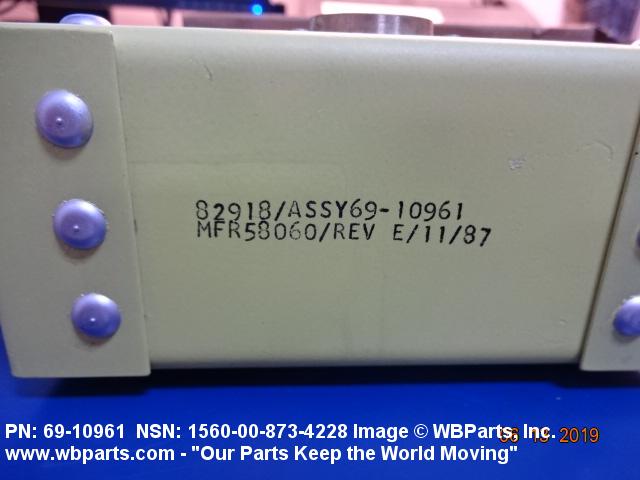 82918/ASSY69-10961
MFR58060/REV E/11/87
PN: 69-10961 NSN: 1560-00-873-4228 Image © WBParts, Inc.
2019
www.wbparts.com - "Our Parts Keep the World Moving"